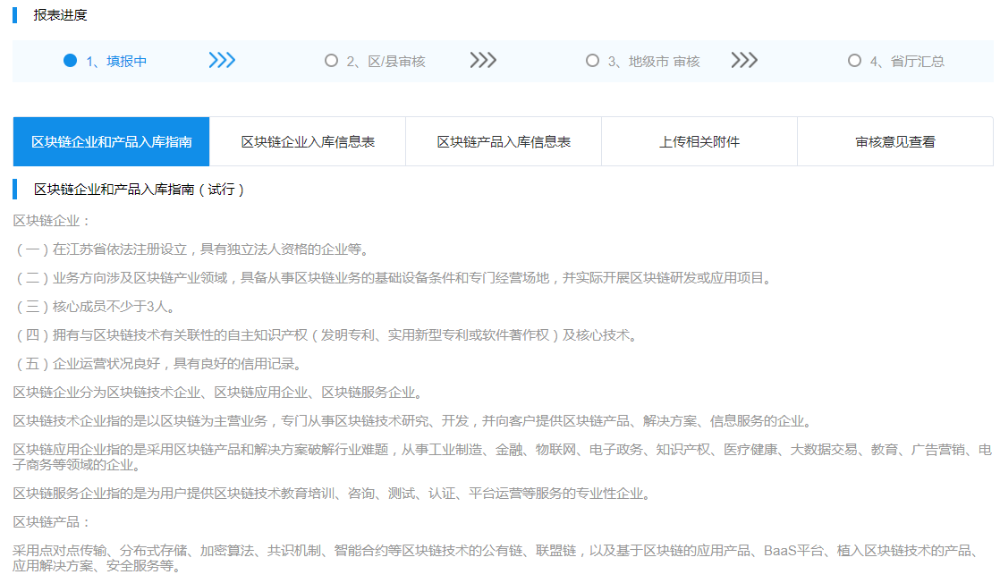 报表进度
1、填报中
2、区/县审核
3、地级市 审核
4、省厅汇总
区块链企业和产品入库指南
区块链企业入库信息表
区块链产品入库信息表
上传相关附件
审核意见查看
区块链企业和产品入库指南（试行）
区块链企业：
（一）在江苏省依法注册设立，具有独立法人资格的企业等。
（二）业务方向涉及区块链产业领域，具备从事区块链业务的基础设备条件和专门经营场地，并实际开展区块链研发或应用项目。
（三）核心成员不少于3人。
（四）拥有与区块链技术有关联性的自主知识产权（发明专利、实用新型专利或软件著作权）及核心技术。
（五）企业运营状况良好，具有良好的信用记录。
区块链企业分为区块链技术企业、区块链应用企业、区块链服务企业。
区块链技术企业指的是以区块链为主营业务，专门从事区块链技术研究、开发，并向客户提供区块链产品、解决方案、信息服务的企业。
区块链应用企业指的是采用区块链产品和解决方案破解行业难题，从事工业制造、金融、物联网、电子政务、知识产权、医疗健康、大数据交易、教育、广告营销、电
子商务等领域的企业。
区块链服务企业指的是为用户提供区块链技术教育培训、咨询、测试、认证、平台运营等服务的专业性企业。
区块链产品：
采用点对点传输、分布式存储、加密算法、共识机制、智能合约等区块链技术的公有链、联盟链，以及基于区块链的应用产品、BaaS平台、植入区块链技术的产品、
应用解决方案、安全服务等。